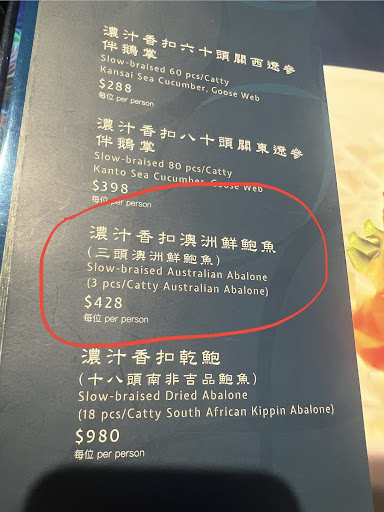 濃汁香扣六十頭關西遼參
伴鵝掌
Slow-braised 60 pcs/Catty
Kansai Sea Cucumber, Goose Web
$288
每位 per person
濃汁香扣八十頭關東遼參
伴鵝掌
Slow-braised 80 pcs/Catty
Kanto Sea Cucumber, Goose Web
$398
每位 per person
濃汁香扣澳洲鮮鮑魚
(三頭澳洲鮮鮑魚)
Slow-braised Australian Abalone
(3 pcs/Catty Australian Abalone)
$428
每位 per person
濃汁香扣乾鮑
(十八頭南非吉品鮑魚)
Slow-braised Dried Abalone
(18 pcs/Catty South African Kippin Abalone)
$980
每位 per person